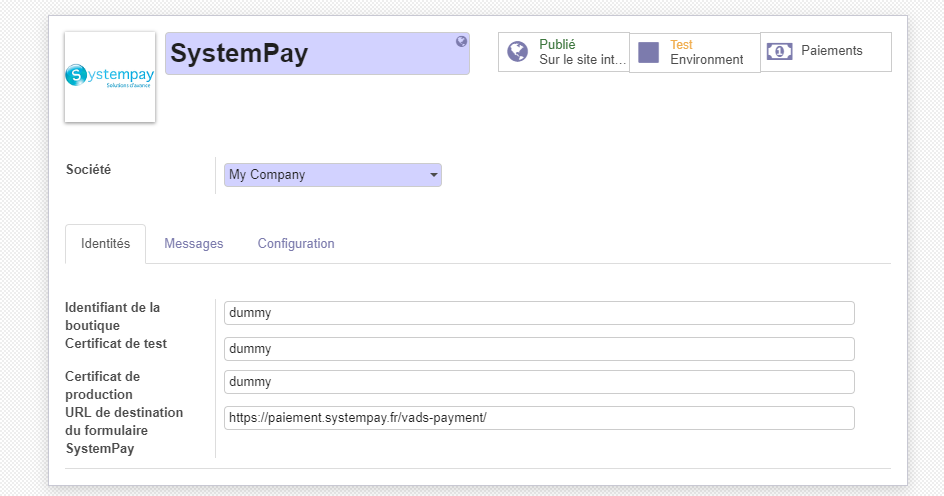 Systempay
Solutions d'avance
SystemPay
Publié
Sur le site int...
Test
Environment
Paiements
Société
My Company
Identités
Messages
Configuration
Identifiant de la
boutique
dummy
Certificat de test
dummy
Certificat de
production
dummy
URL de destination
du formulaire
SystemPay
https://paiement.systempay.fr/vads-payment/